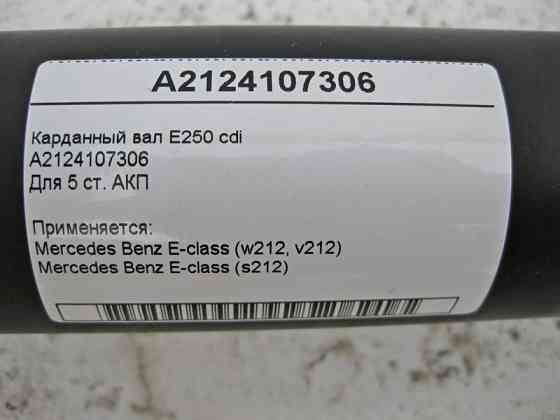 A2124107306
Карданный вал E250 cdi
A2124107306
Для 5 ст. АКП
Применяется:
Mercedes Benz E-class (w212, v212)
Mercedes Benz E-class (s212)